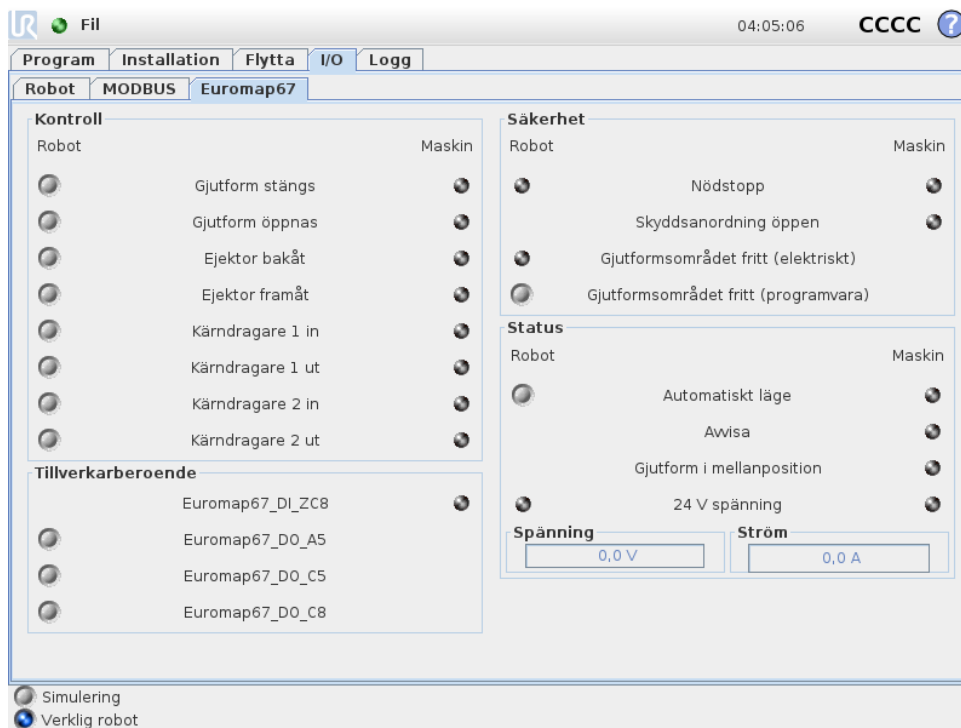 UR Fil 04:05:06 CCCC ?
Program Installation Flytta I/O Logg
Robot MODBUS Euromap67
Kontroll
Robot Maskin
Gjutform stängs
Gjutform öppnas
Ejektor bakåt
Ejektor framåt
Kärndragare 1 in
Kärndragare 1 ut
Kärndragare 2 in
Kärndragare 2 ut
Tillverkarberoende
Euromap67_DI_ZC8
Euromap67_DO_A5
Euromap67_DO_C5
Euromap67_DO_C8
Säkerhet
Robot Maskin
Nödstopp
Skyddsanordning öppen
Gjutformsområdet fritt (elektriskt)
Gjutformsområdet fritt (programvara)
Status
Robot Maskin
Automatiskt läge
Avvisa
Gjutform i mellanposition
24 V spänning
Spänning Ström
0,0 V 0,0 A
Simulering
Verklig robot